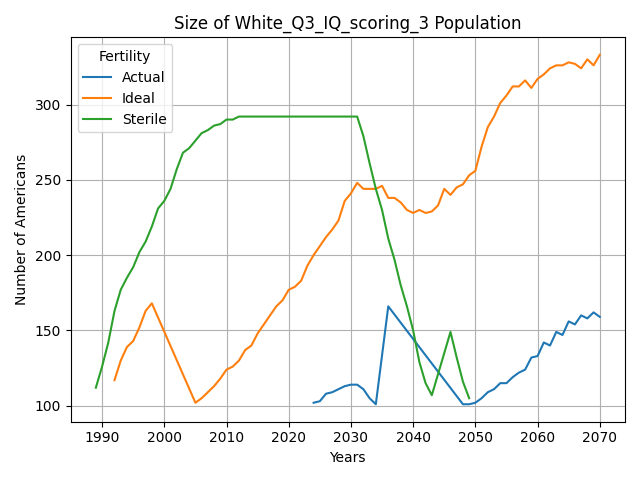 Size of White_Q3_IQ_scoring_3 Population
Fertility
Actual
Ideal
Sterile
Number of Americans
300
250
200
150
100
1990 2000 2010 2020 2030 2040 2050 2060 2070
Years